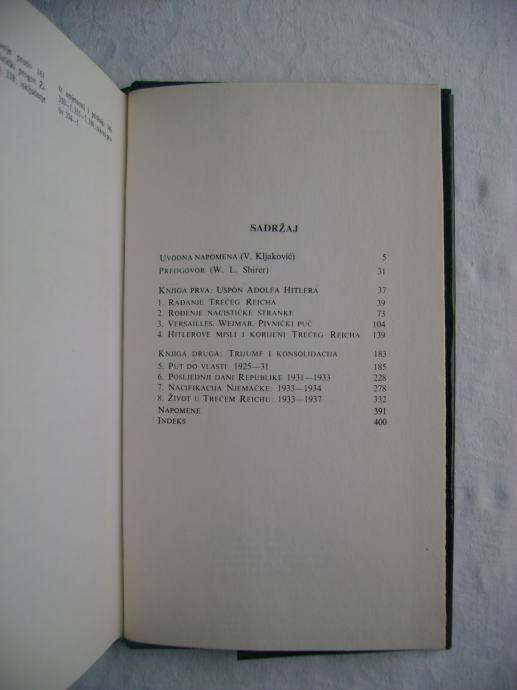 SADRŽAJ
UVODNA NAPOMENA (V. Kljaković) 5
PREDGOVOR (W. L. Shirer) 31
KNJIGA PRVA: USPON ADOLFA HITLERA 37
1. RAĐANJE TREĆEG REICHA 39
2. ROĐENJE NACISTIČKE STRANKE 73
3. VERSAILLES, WEIMAR, PIVNIČKI PUČ 104
4. HITLEROVE MISLI I KORIJENI TREĆEG REICHA 139
KNJIGA DRUGA: TRIJUMF I KONSOLIDACIJA 183
5. PUT DO VLASTI: 1925—31 185
6. POSLJEDNJI DANI REPUBLIKE 1931—1933 228
7. NACIFIKACIJA NJEMAČKE: 1933—1934 278
8. ŽIVOT U TREĆEM REICHU: 1933—1937 332
NAPOMENE 391
INDEKS 400